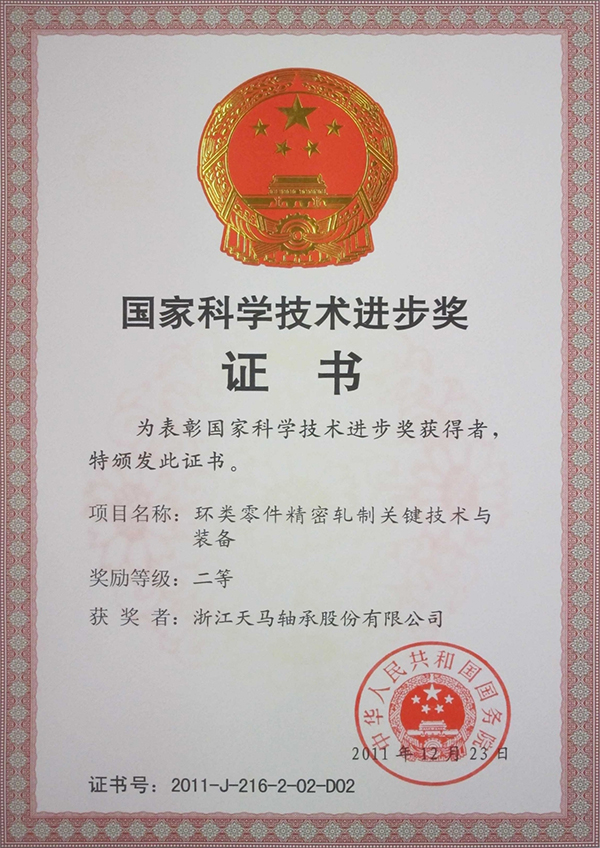 国家科学技术进步奖
证 书
为表彰国家科学技术进步奖获得者，
特颁发此证书。
项目名称：环类零件精密轧制关键技术与
装备
奖励等级：二等
获 奖 者：浙江天马轴承股份有限公司
中华人民共和国国务院
2011 年 12 月 23 日
证书号：2011-J-216-2-02-D02